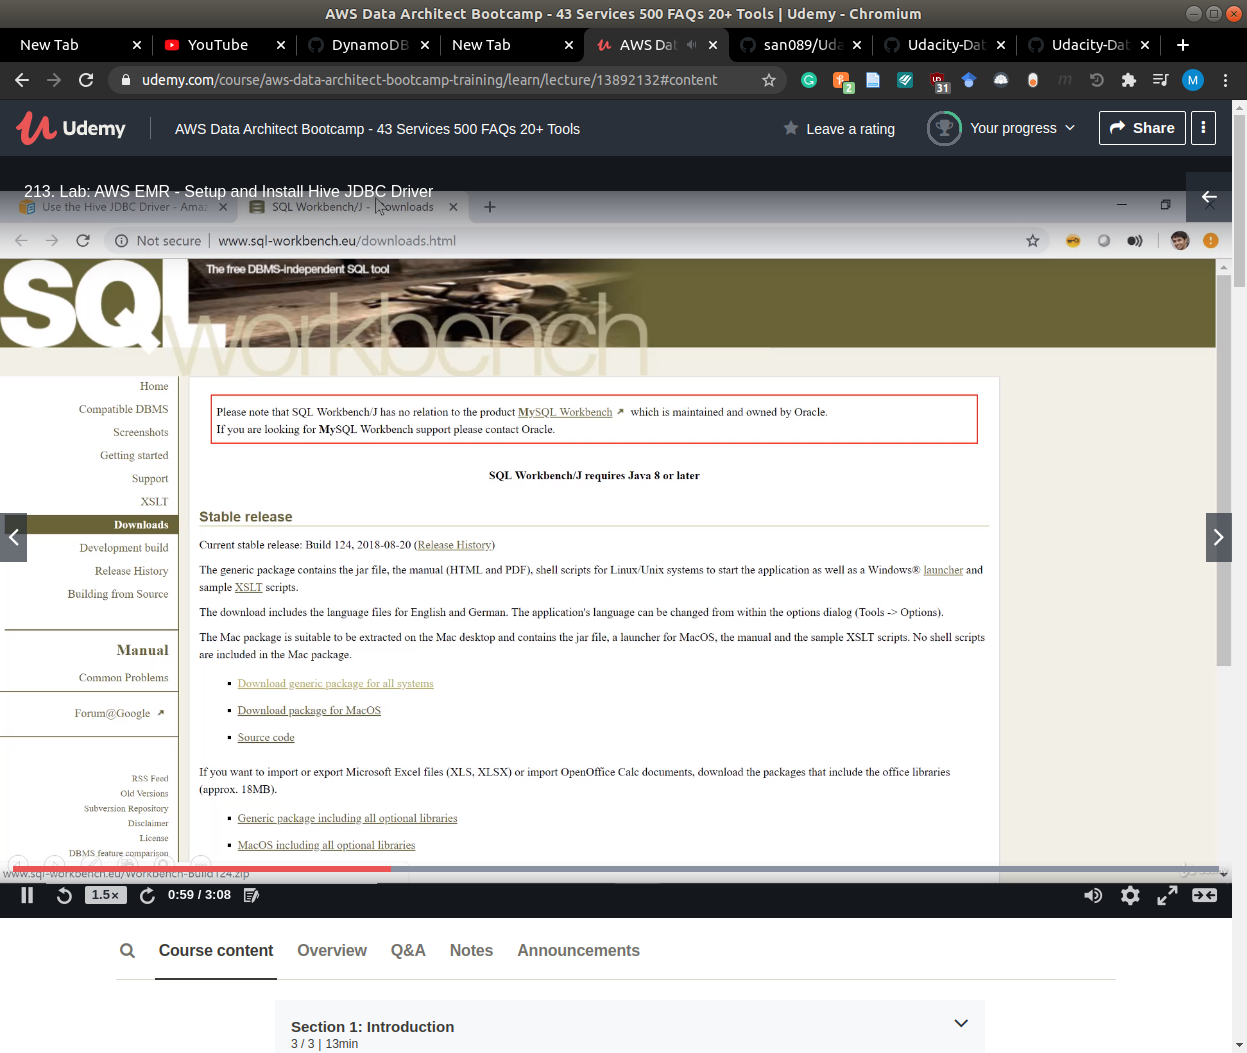 AWS Data Architect Bootcamp - 43 Services 500 FAQs 20+ Tools | Udemy - Chromium
New Tab
YouTube
DynamoDB
New Tab
AWS Dat
san089/Uda
Udacity-Dat
Udacity-Dat
udemy.com/course/aws-data-architect-bootcamp-training/learn/lecture/13892132#content
2
31
M
Udemy
AWS Data Architect Bootcamp - 43 Services 500 FAQs 20+ Tools
Leave a rating
Your progress
Share
213. Lab: AWS EMR - Setup and Install Hive JDBC Driver
Use the Hive JDBC Driver - Amaz
SQL Workbench/J - Downloads
Not secure | www.sql-workbench.eu/downloads.html
The free DBMS-independent SQL tool
SQL
workbench
Home
Compatible DBMS
Screenshots
Getting started
Support
XSLT
Downloads
Development build
Release History
Building from Source
Manual
Common Problems
Forum@Google
RSS Feed
Old Versions
Subversion Repository
Disclaimer
License
DBMS feature comparison
Please note that SQL Workbench/J has no relation to the product MySQL Workbench which is maintained and owned by Oracle.
If you are looking for MySQL Workbench support please contact Oracle.
SQL Workbench/J requires Java 8 or later
Stable release
Current stable release: Build 124, 2018-08-20 (Release History)
The generic package contains the jar file, the manual (HTML and PDF), shell scripts for Linux/Unix systems to start the application as well as a Windows® launcher and
sample XSLT scripts.
The download includes the language files for English and German. The application's language can be changed from within the options dialog (Tools -> Options).
The Mac package is suitable to be extracted on the Mac desktop and contains the jar file, a launcher for MacOS, the manual and the sample XSLT scripts. No shell scripts
are included in the Mac package.
Download generic package for all systems
Download package for MacOS
Source code
If you want to import or export Microsoft Excel files (XLS, XLSX) or import OpenOffice Calc documents, download the packages that include the office libraries
(approx. 18MB).
Generic package including all optional libraries
MacOS including all optional libraries
www.sql-workbench.eu/Workbench-Build124.zip
1.5×
0:59 / 3:08
Course content
Overview
Q&A
Notes
Announcements
Section 1: Introduction
3 / 3 | 13min